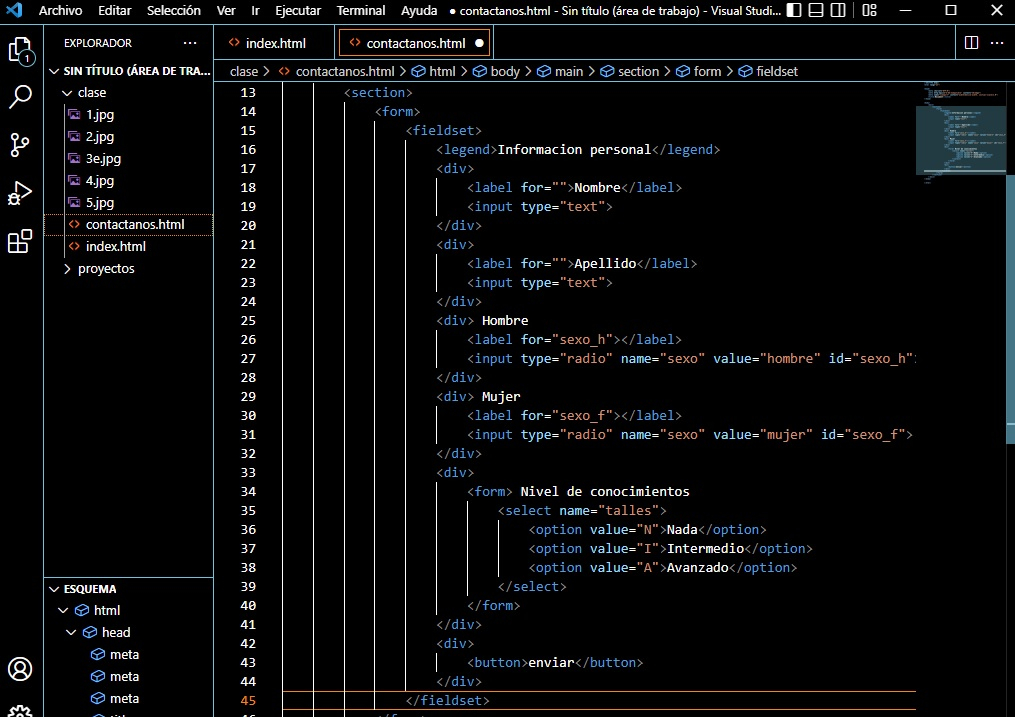 Archivo Editar Selección Ver Ir Ejecutar Terminal Ayuda ● contactanos.html - Sin título (área de trabajo) - Visual Studi...
EXPLORADOR ...
SIN TÍTULO (ÁREA DE TRA...
clase
1.jpg
2.jpg
3e.jpg
4.jpg
5.jpg
contactanos.html
index.html
proyectos
1
ESQUEMA
html
head
meta
meta
meta
index.html contactanos.html ●
clase > contactanos.html > html > body > main > section > form > fieldset
13 <section>
14 <form>
15 <fieldset>
16 <legend>Informacion personal</legend>
17 <div>
18 <label for="">Nombre</label>
19 <input type="text">
20 </div>
21 <div>
22 <label for="">Apellido</label>
23 <input type="text">
24 </div>
25 <div> Hombre
26 <label for="sexo_h"></label>
27 <input type="radio" name="sexo" value="hombre" id="sexo_h"
28 </div>
29 <div> Mujer
30 <label for="sexo_f"></label>
31 <input type="radio" name="sexo" value="mujer" id="sexo_f">
32 </div>
33 <div>
34 <form> Nivel de conocimientos
35 <select name="talles">
36 <option value="N">Nada</option>
37 <option value="I">Intermedio</option>
38 <option value="A">Avanzado</option>
39 </select>
40 </form>
41 </div>
42 <div>
43 <button>enviar</button>
44 </div>
45 </fieldset>